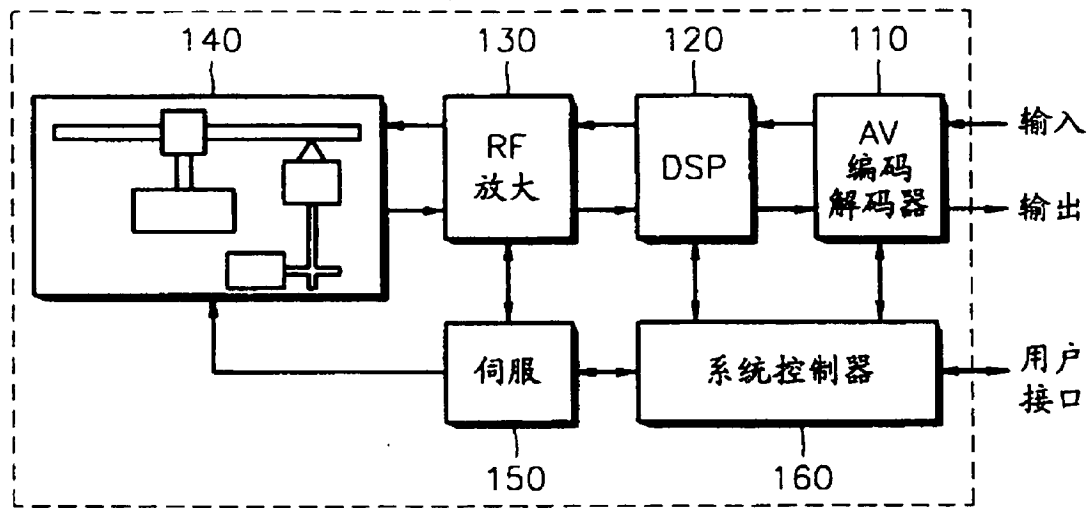 140
130
120
110
RF
放大
DSP
AV
编码
解码器
输入
输出
伺服
系统控制器
用户
接口
150
160